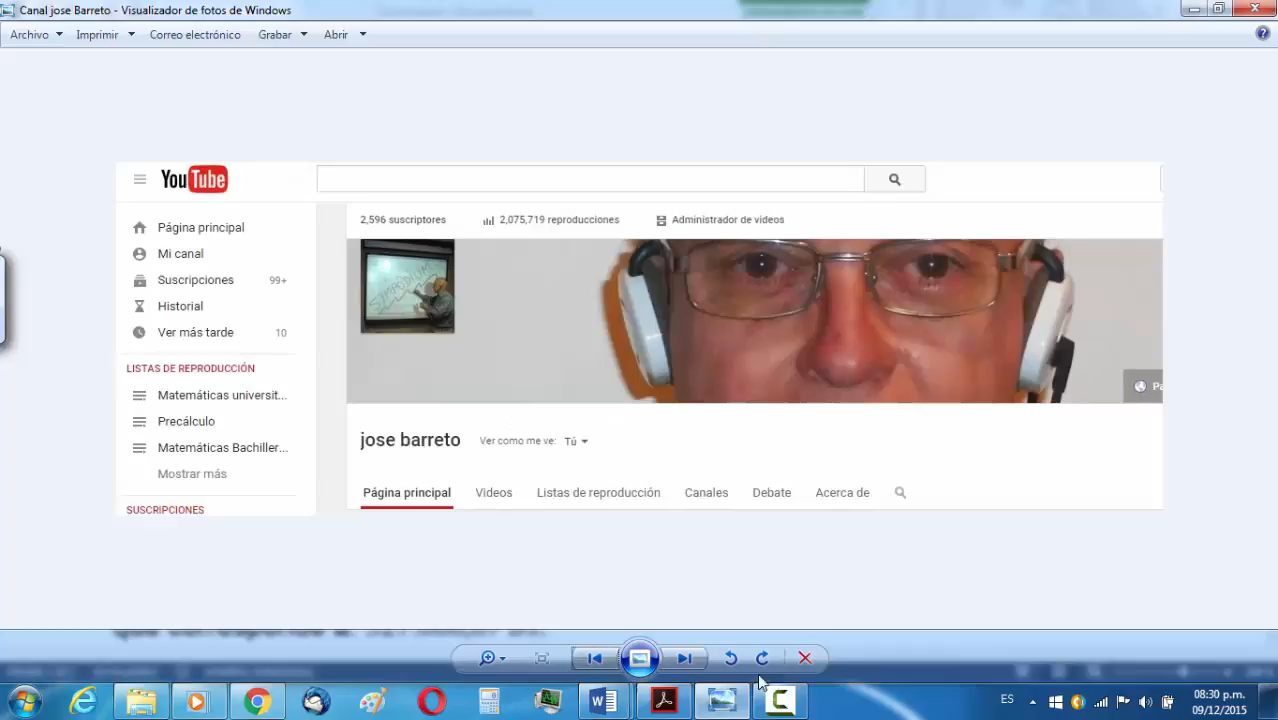 Canal jose Barreto - Visualizador de fotos de Windows
Archivo Imprimir Correo electrónico Grabar Abrir
YouTube
2,596 suscriptores 2,075,719 reproducciones Administrador de videos
Página principal
Mi canal
Suscripciones 99+
Historial
Ver más tarde 10
LISTAS DE REPRODUCCIÓN
Matemáticas universit...
Precálculo
Matemáticas Bachiller...
Mostrar más
SUSCRIPCIONES
jose barreto Ver como me ve: Tú
Página principal Videos Listas de reproducción Canales Debate Acerca de
ES
08:30 p.m.
09/12/2015